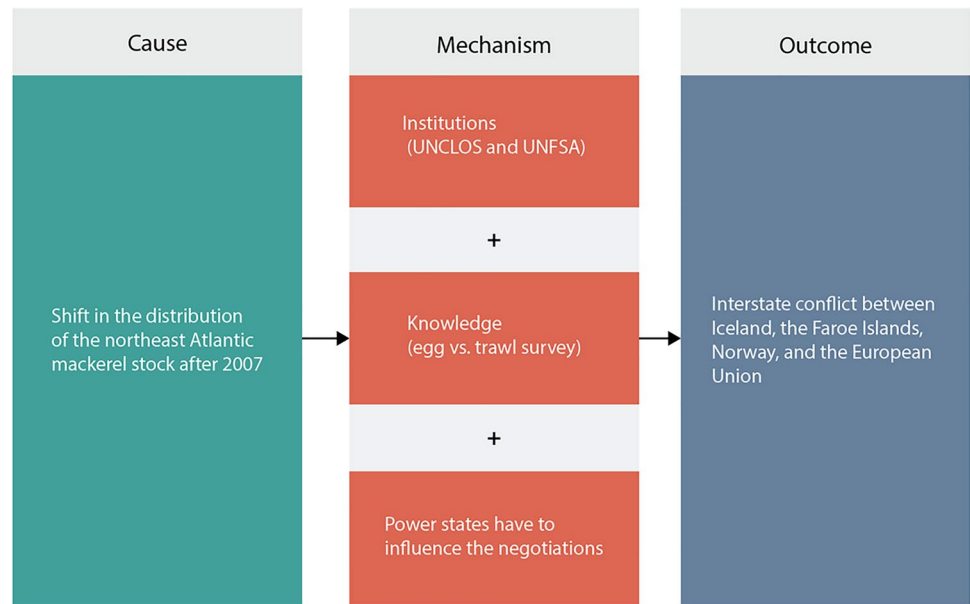 Cause
Mechanism
Outcome
Shift in the distribution
of the northeast Atlantic
mackerel stock after 2007
Institutions
(UNCLOS and UNFSA)
+
Knowledge
(egg vs. trawl survey)
+
Power states have to
influence the negotiations
Interstate conflict between
Iceland, the Faroe Islands,
Norway, and the European
Union